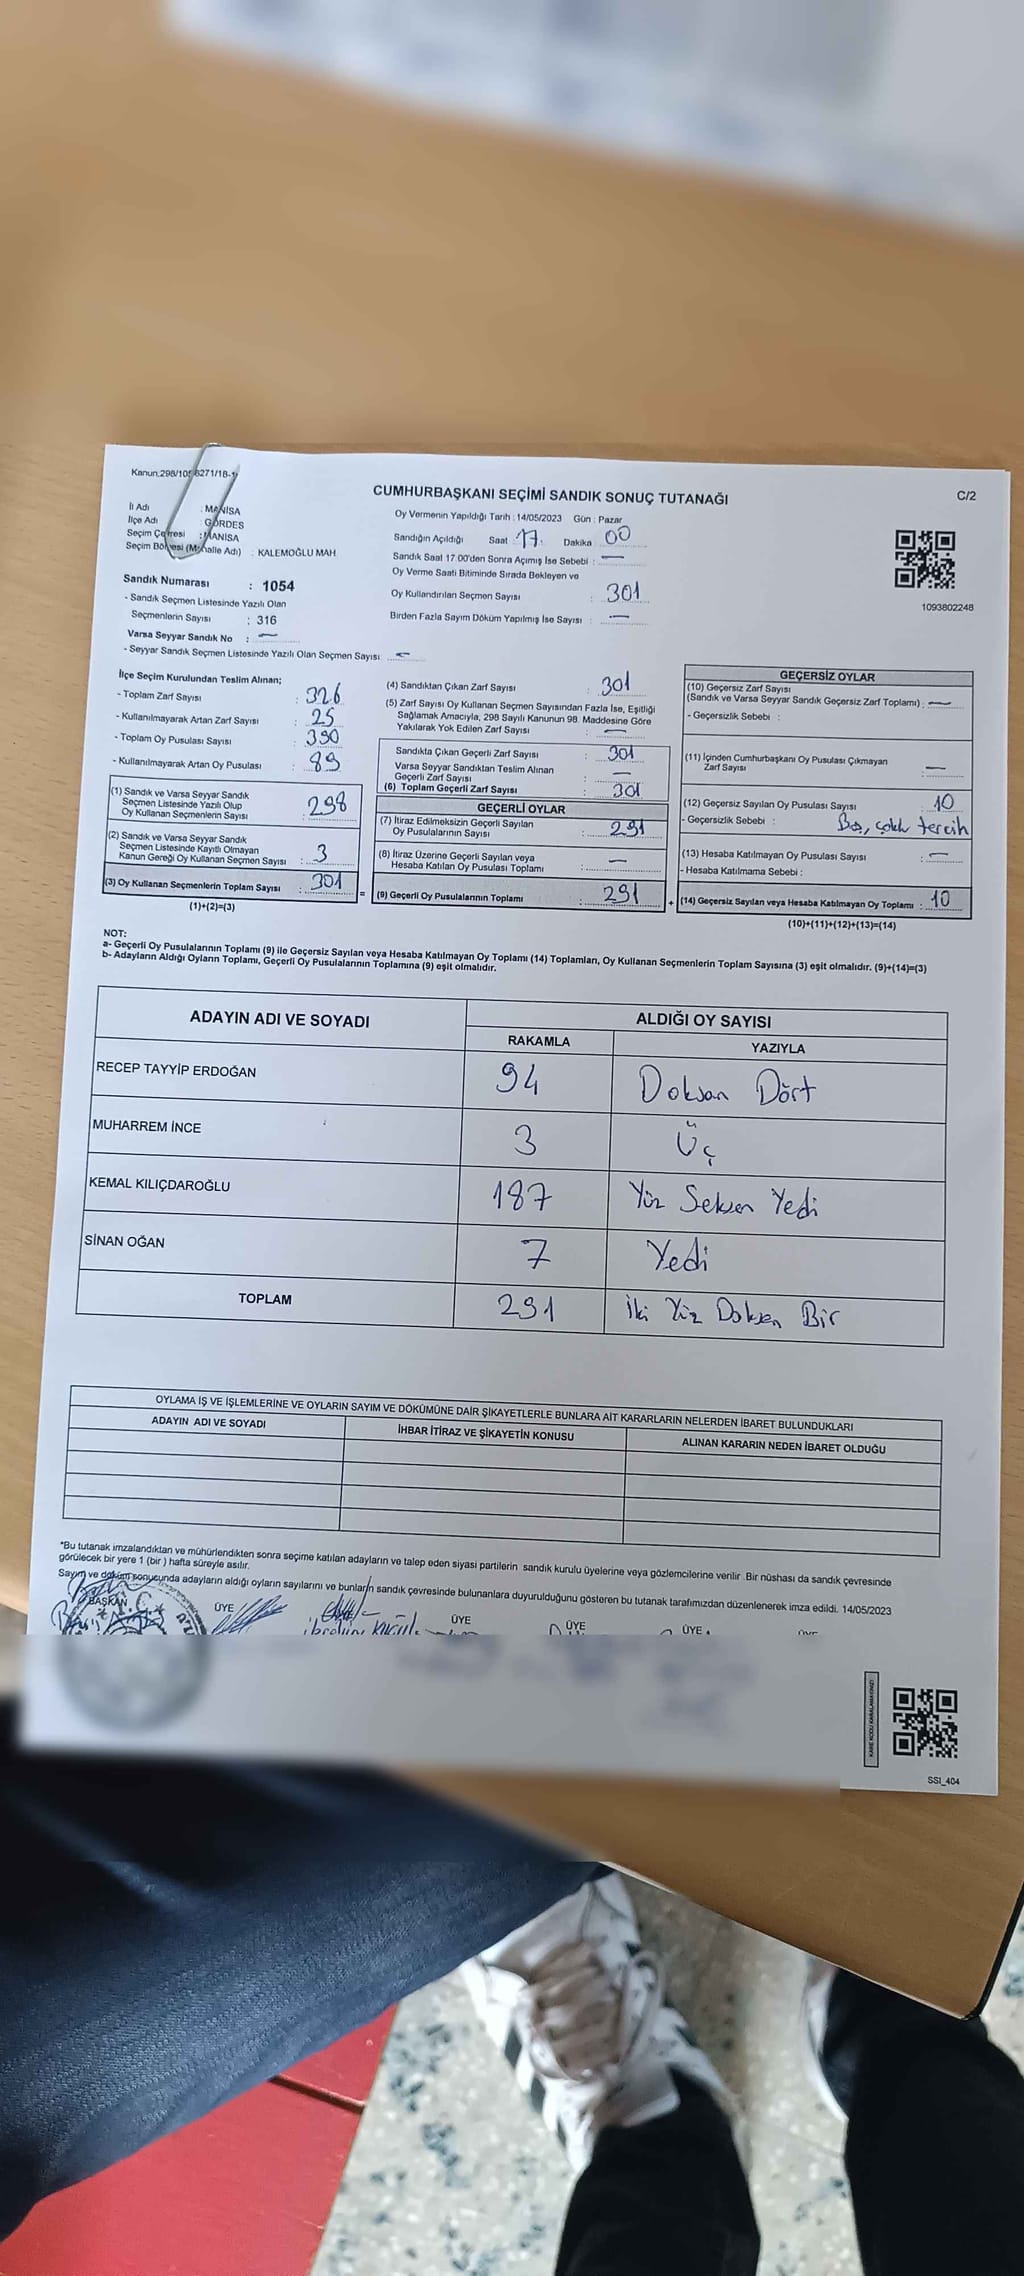 Kanun:298/105 6271/18-1
C/2
CUMHURBAŞKANI SEÇİMİ SANDIK SONUÇ TUTANAĞI
İl Adı : MANİSA
İlçe Adı : GÖRDES
Seçim Çevresi : MANİSA
Seçim Bölgesi (Mahalle Adı) : KALEMOĞLU MAH
Oy Vermenin Yapıldığı Tarih : 14/05/2023 Gün : Pazar
Sandığın Açıldığı Saat 17 Dakika 00
Sandık Saat 17:00'den Sonra Açımış İse Sebebi : —
Oy Verme Saati Bitiminde Sırada Bekleyen ve
Oy Kullandırılan Seçmen Sayısı : 301
Birden Fazla Sayım Döküm Yapılmış İse Sayısı : —
1093802248
Sandık Numarası : 1054
- Sandık Seçmen Listesinde Yazılı Olan
Seçmenlerin Sayısı : 316
Varsa Seyyar Sandık No : —
- Seyyar Sandık Seçmen Listesinde Yazılı Olan Seçmen Sayısı : —
İlçe Seçim Kurulundan Teslim Alınan;
- Toplam Zarf Sayısı : 326
- Kullanılmayarak Artan Zarf Sayısı : 25
- Toplam Oy Pusulası Sayısı : 390
- Kullanılmayarak Artan Oy Pusulası : 89
(1) Sandık ve Varsa Seyyar Sandık
Seçmen Listesinde Yazılı Olup
Oy Kullanan Seçmenlerin Sayısı : 298
(2) Sandık ve Varsa Seyyar Sandık
Seçmen Listesinde Kayıtlı Olmayan
Kanun Gereği Oy Kullanan Seçmen Sayısı : 3
(3) Oy Kullanan Seçmenlerin Toplam Sayısı : 301
(1)+(2)=(3)
(4) Sandıktan Çıkan Zarf Sayısı : 301
(5) Zarf Sayısı Oy Kullanan Seçmen Sayısından Fazla İse, Eşitliği
Sağlamak Amacıyla, 298 Sayılı Kanunun 98. Maddesine Göre
Yakılarak Yok Edilen Zarf Sayısı : —
Sandıkta Çıkan Geçerli Zarf Sayısı : 301
Varsa Seyyar Sandıktan Teslim Alınan
Geçerli Zarf Sayısı : —
(6) Toplam Geçerli Zarf Sayısı : 301
GEÇERLİ OYLAR
(7) İtiraz Edilmeksizin Geçerli Sayılan
Oy Pusulalarının Sayısı : 291
(8) İtiraz Üzerine Geçerli Sayılan veya
Hesaba Katılan Oy Pusulası Toplamı : —
= (9) Geçerli Oy Pusulalarının Toplamı : 291
GEÇERSİZ OYLAR
(10) Geçersiz Zarf Sayısı
(Sandık ve Varsa Seyyar Sandık Geçersiz Zarf Toplamı) : —
- Geçersizlik Sebebi :
(11) İçinden Cumhurbaşkanı Oy Pusulası Çıkmayan
Zarf Sayısı : —
(12) Geçersiz Sayılan Oy Pusulası Sayısı : 10
- Geçersizlik Sebebi : Boş, çoklu tercih
(13) Hesaba Katılmayan Oy Pusulası Sayısı : —
- Hesaba Katılmama Sebebi :
+ (14) Geçersiz Sayılan veya Hesaba Katılmayan Oy Toplamı : 10
(10)+(11)+(12)+(13)=(14)
NOT:
a- Geçerli Oy Pusulalarının Toplamı (9) ile Geçersiz Sayılan veya Hesaba Katılmayan Oy Toplamı (14) Toplamları, Oy Kullanan Seçmenlerin Toplam Sayısına (3) eşit olmalıdır. (9)+(14)=(3)
b- Adayların Aldığı Oyların Toplamı, Geçerli Oy Pusulalarının Toplamına (9) eşit olmalıdır.
ADAYIN ADI VE SOYADI ALDIĞI OY SAYISI
RAKAMLA YAZIYLA
RECEP TAYYİP ERDOĞAN 94 Doksan Dört
MUHARREM İNCE 3 Üç
KEMAL KILIÇDAROĞLU 187 Yüz Seksen Yedi
SİNAN OĞAN 7 Yedi
TOPLAM 291 İki Yüz Doksan Bir
OYLAMA İŞ VE İŞLEMLERİNE VE OYLARIN SAYIM VE DÖKÜMÜNE DAİR ŞİKAYETLERLE BUNLARA AİT KARARLARIN NELERDEN İBARET BULUNDUKLARI
ADAYIN ADI VE SOYADI İHBAR İTİRAZ VE ŞİKAYETİN KONUSU ALINAN KARARIN NEDEN İBARET OLDUĞU
*Bu tutanak imzalandıktan ve mühürlendikten sonra seçime katılan adayların ve talep eden siyasi partilerin sandık kurulu üyelerine veya gözlemcilerine verilir .Bir nüshası da sandık çevresinde
görülecek bir yere 1 (bir ) hafta süreyle asılır.
Sayım ve döküm sonucunda adayların aldığı oyların sayılarını ve bunların sandık çevresinde bulunanlara duyurulduğunu gösteren bu tutanak tarafımızdan düzenlenerek imza edildi. 14/05/2023
BAŞKAN ÜYE ÜYE ÜYE ÜYE
KARE KODU KARALAMAYINIZ!
SSI_404